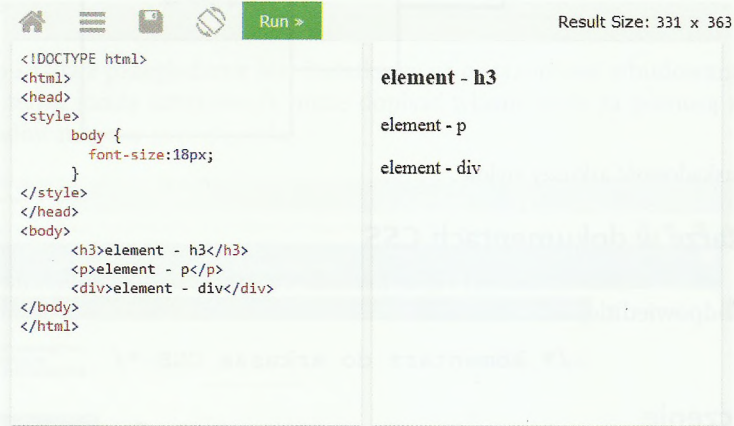 Run »
Result Size: 331 x 363
<!DOCTYPE html>
<html>
<head>
<style>
body {
font-size:18px;
}
</style>
</head>
<body>
<h3>element - h3</h3>
<p>element - p</p>
<div>element - div</div>
</body>
</html>
element - h3
element - p
element - div